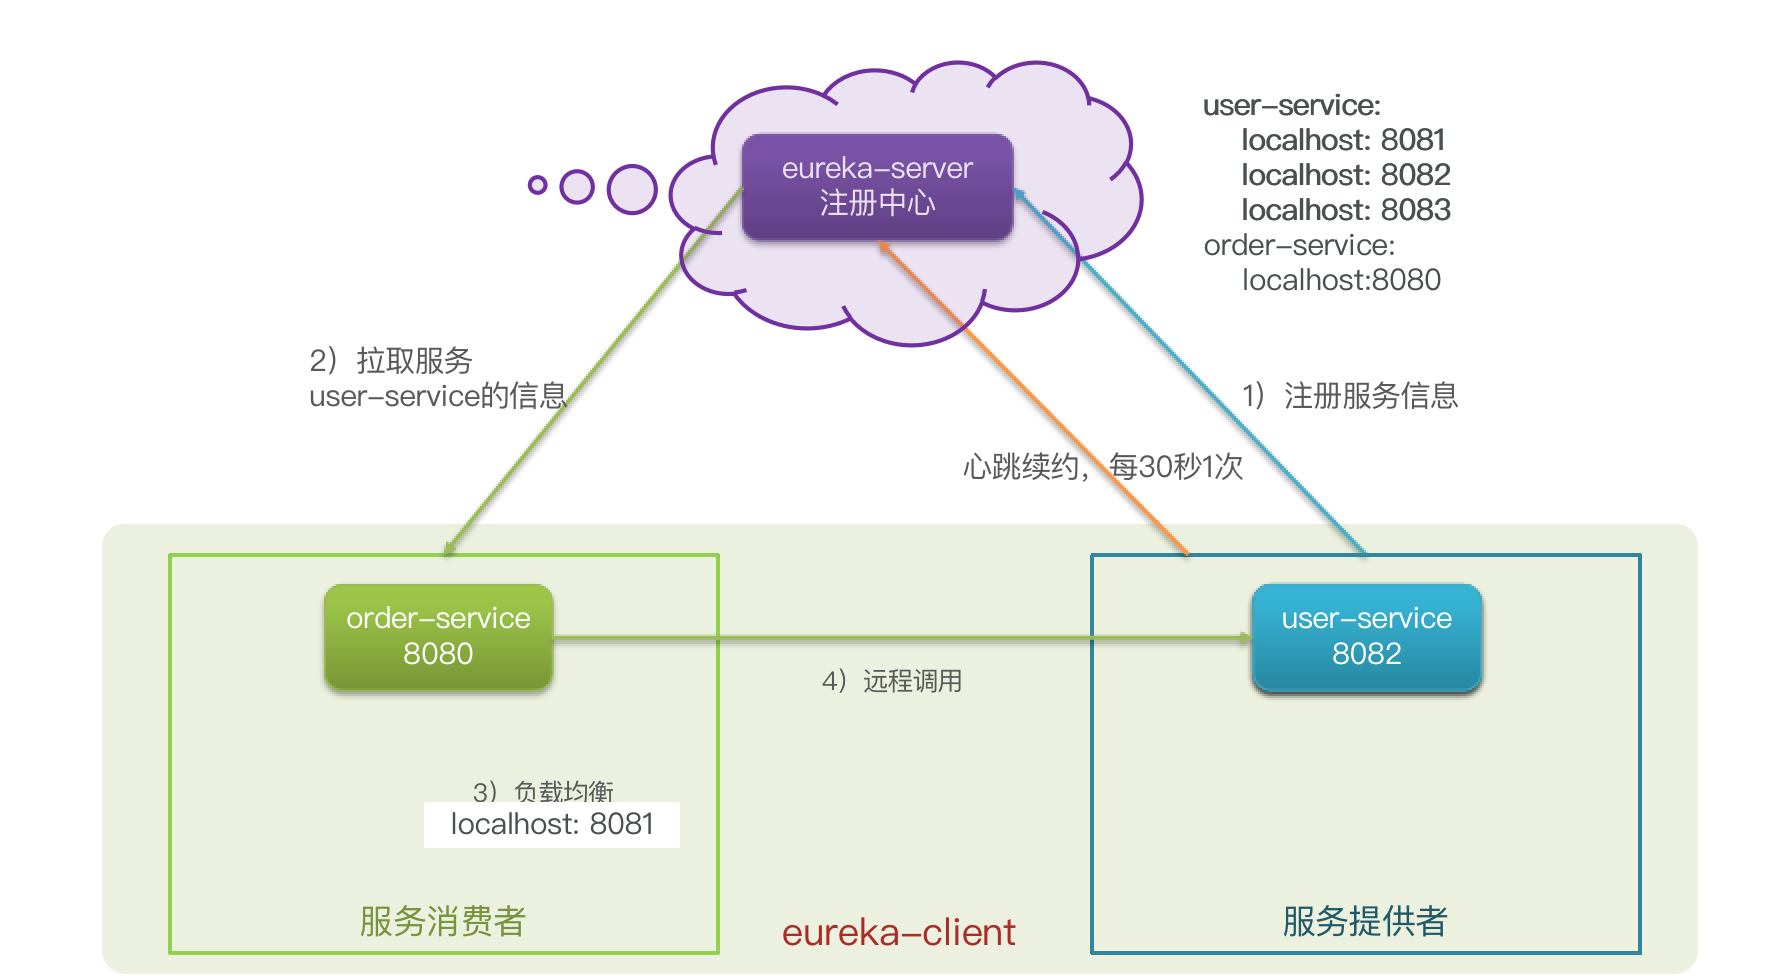 eureka-server
注册中心
user-service:
localhost: 8081
localhost: 8082
localhost: 8083
order-service:
localhost:8080
2）拉取服务
user-service的信息
1）注册服务信息
心跳续约，每30秒1次
order-service
8080
user-service
8082
4）远程调用
3）负载均衡
localhost: 8081
服务消费者
eureka-client
服务提供者